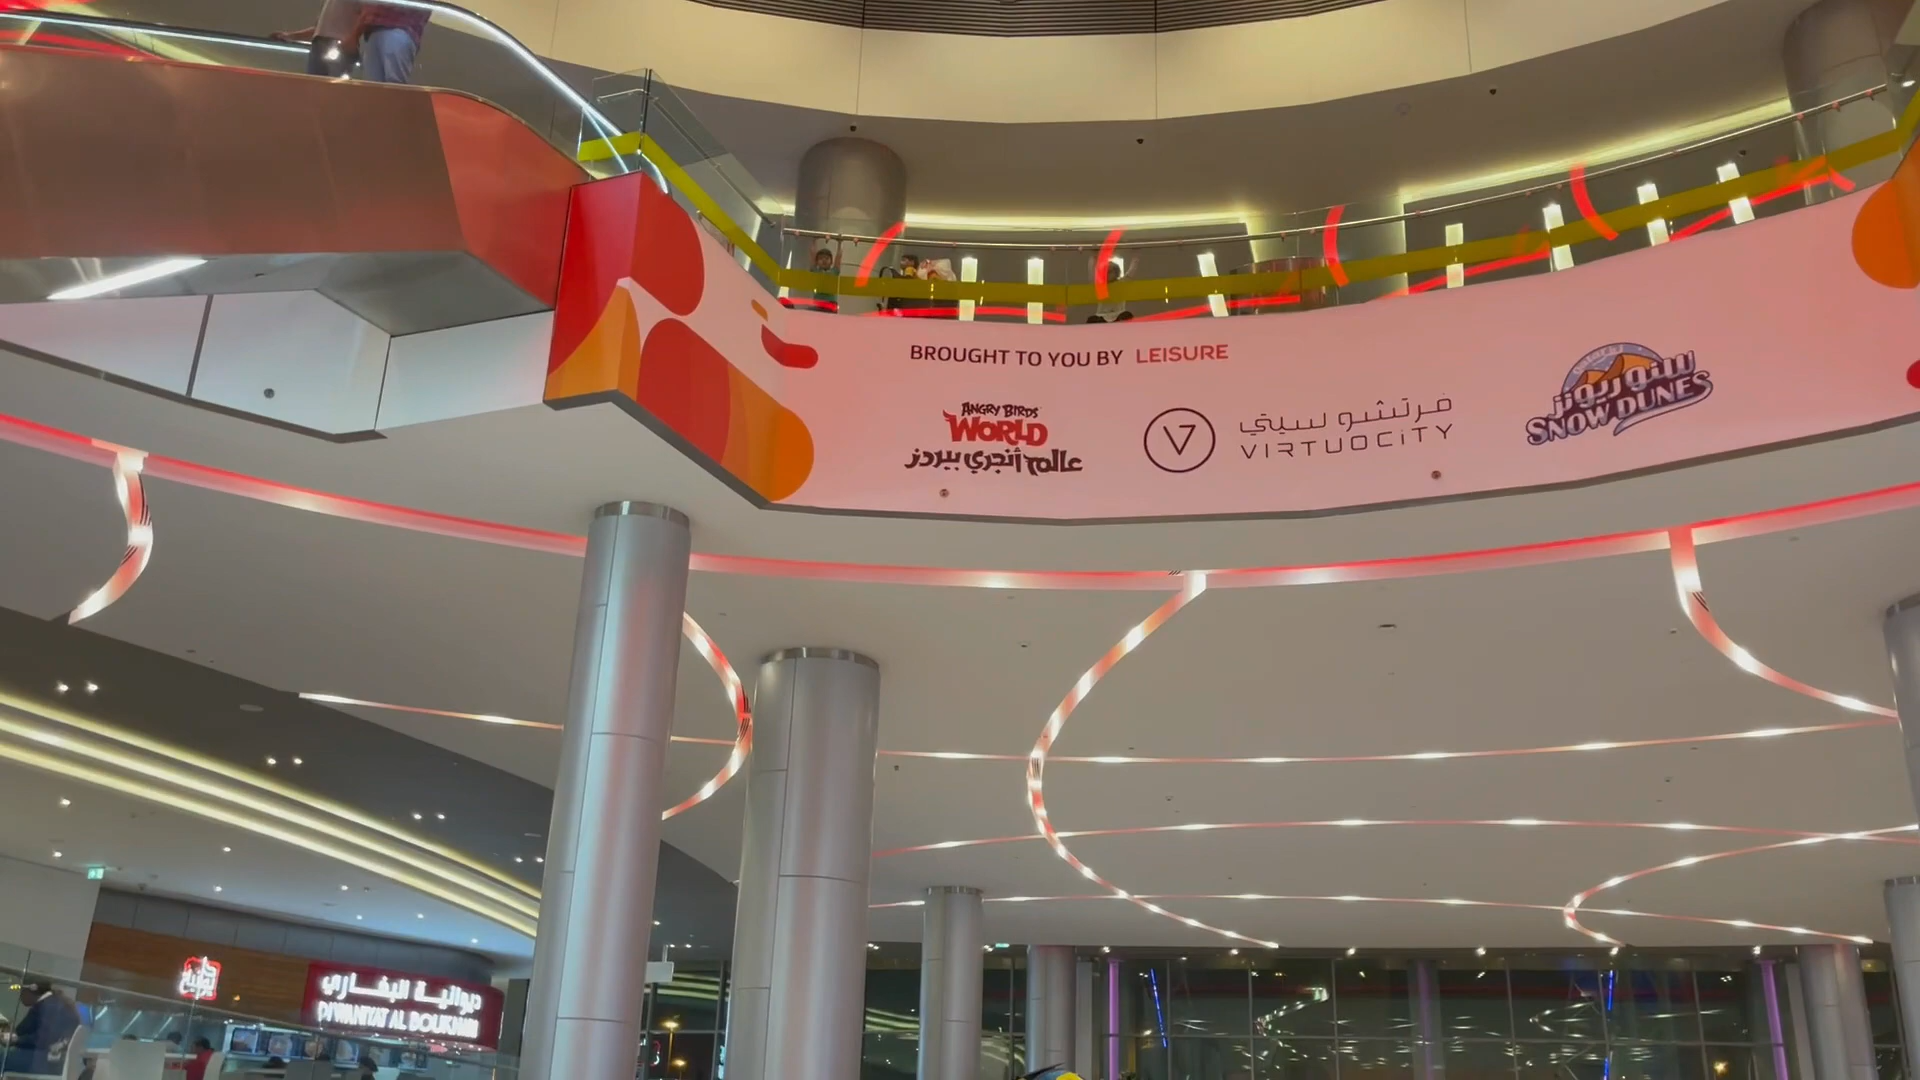 BROUGHT TO YOU BY LEISURE
ANGRY BIRDS
WORLD
عالم أنجري بيردز
فرتشو سيتي
VIRTUOCITY
سنو ديونز
SNOW DUNES
ديوانية البخاري
DIWANIYAT AL BOUKHARI